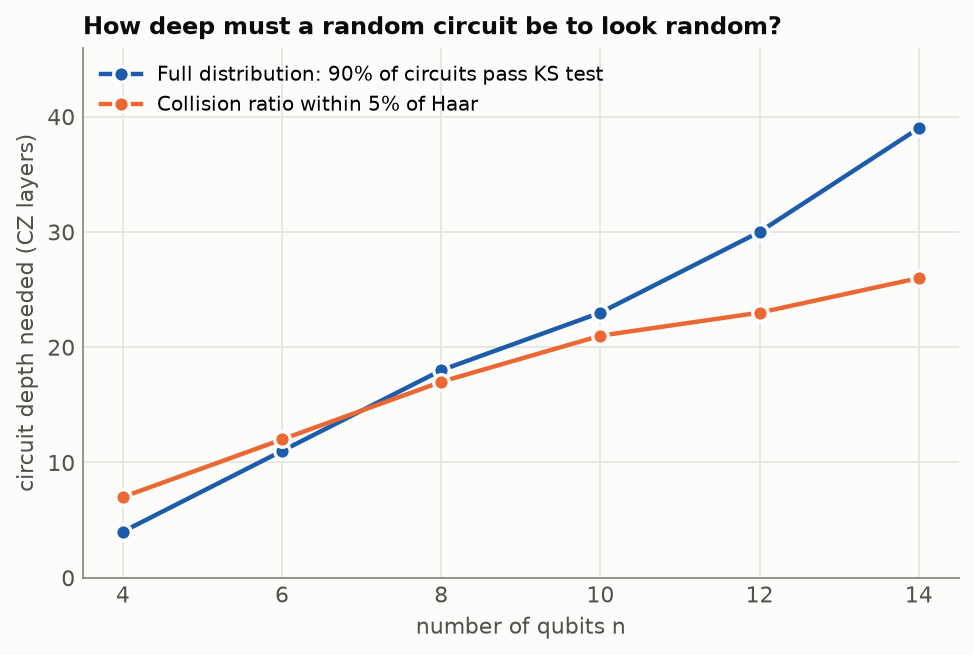 How deep must a random circuit be to look random?
Full distribution: 90% of circuits pass KS test
Collision ratio within 5% of Haar
circuit depth needed (CZ layers)
40
30
20
10
0
4 6 8 10 12 14
number of qubits n